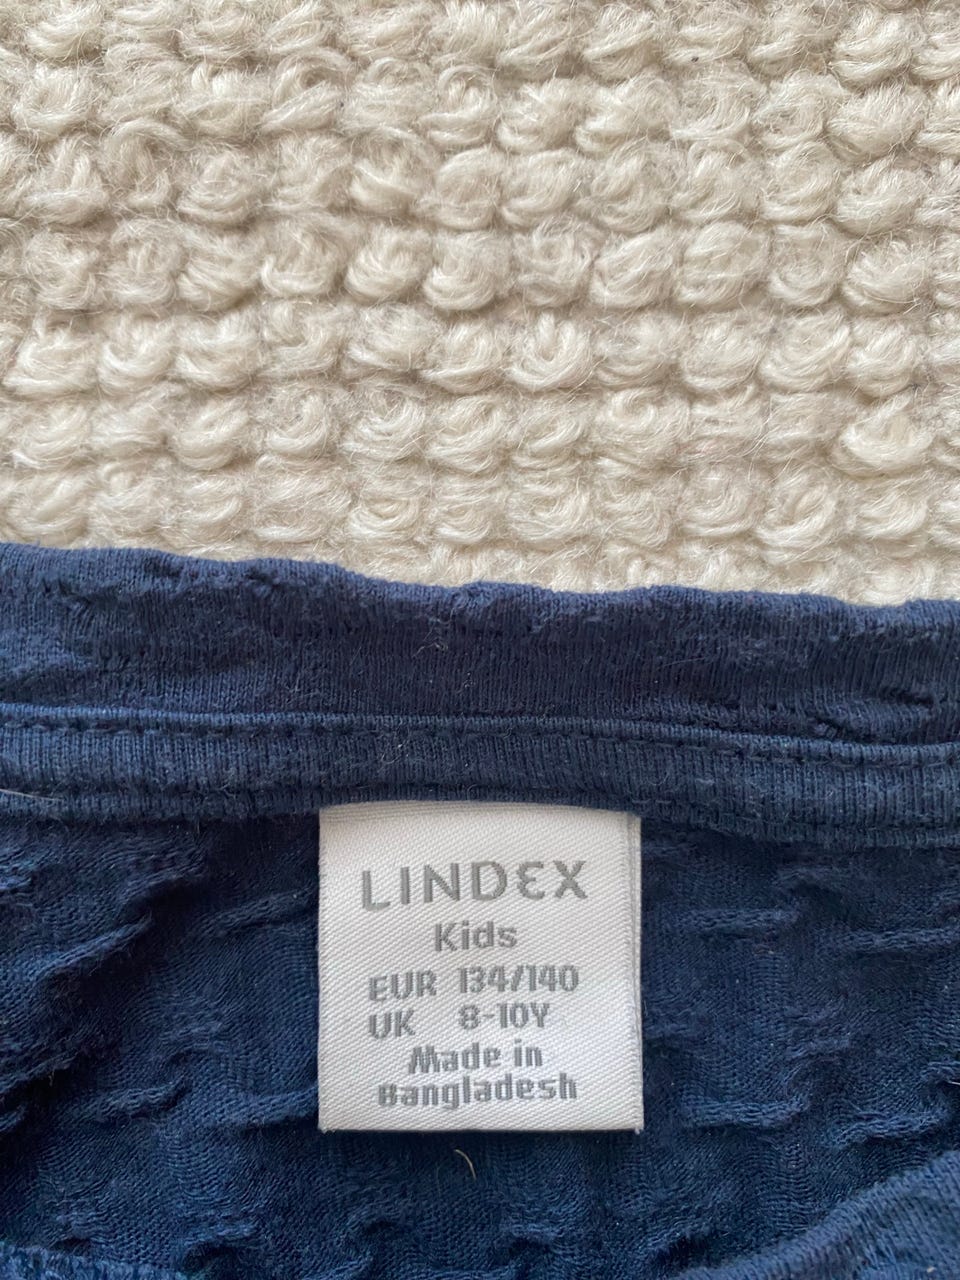 LINDEX
Kids
EUR 134/140
UK 8-10Y
Made in
Bangladesh